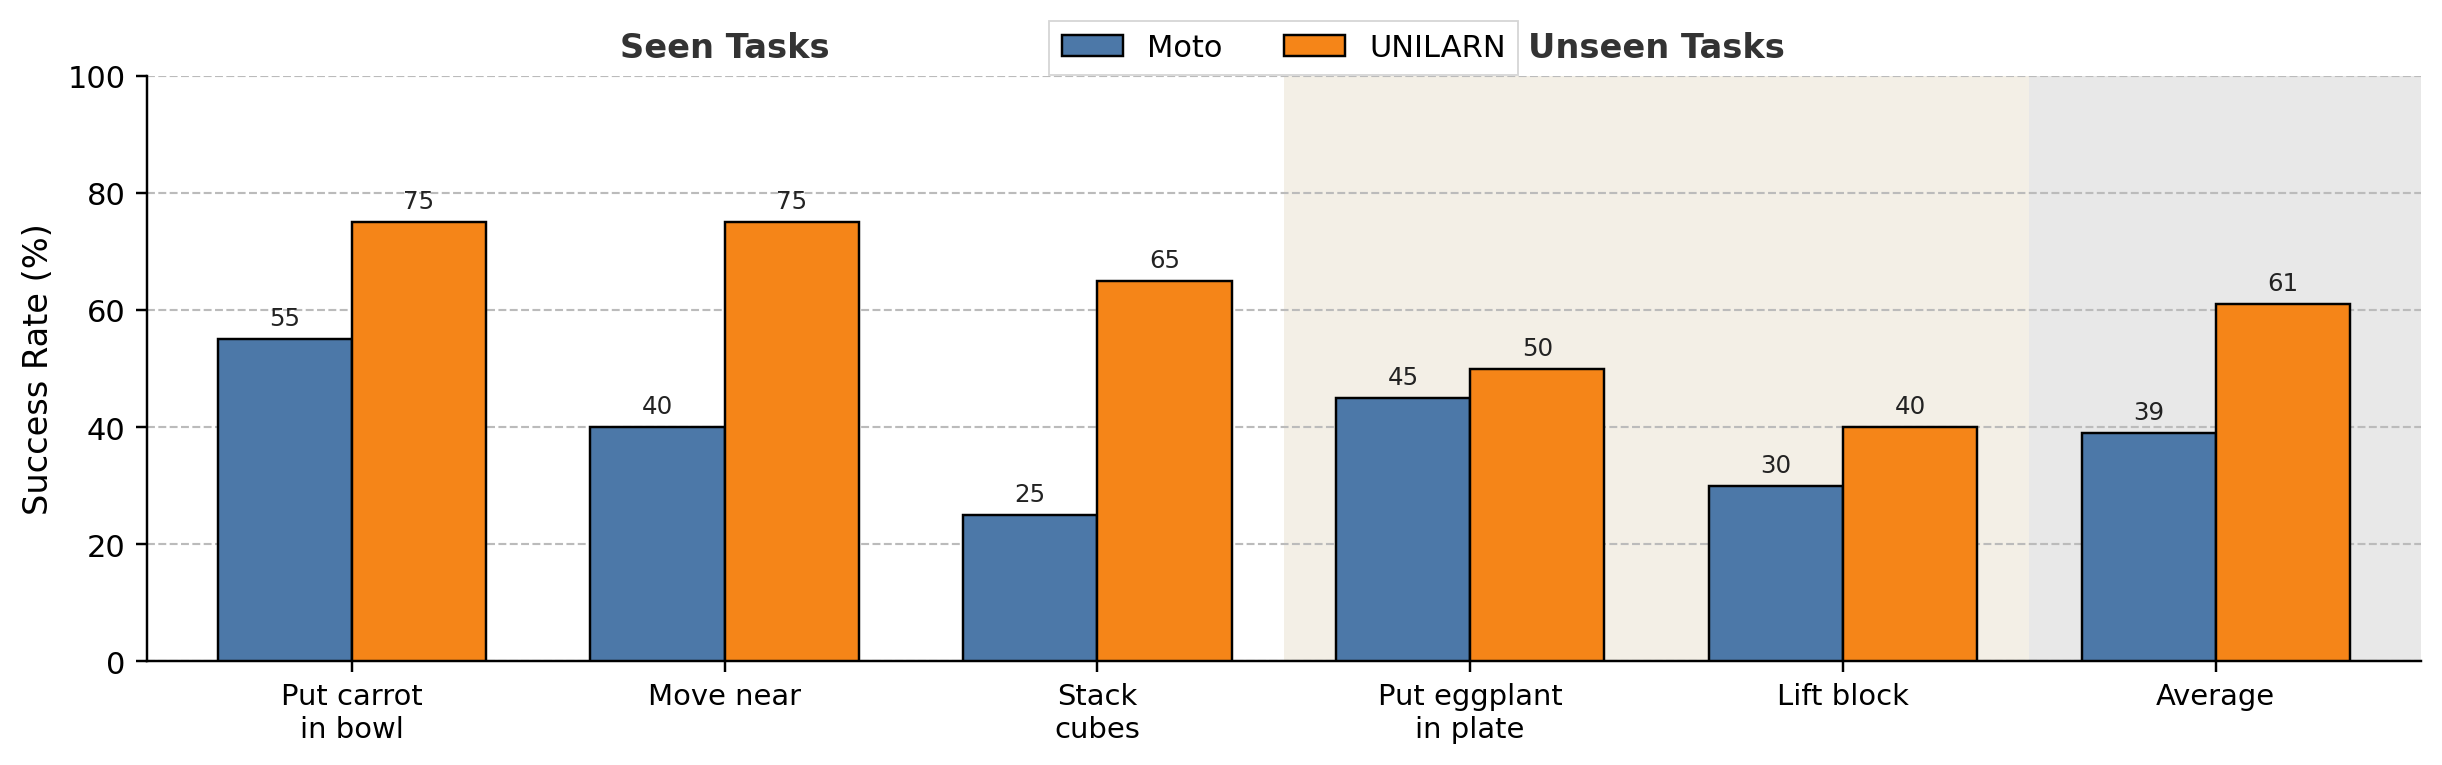 Seen Tasks
Moto
UNILARN
Unseen Tasks
Success Rate (%)
100
80
60
40
20
0
55
75
40
75
25
65
45
50
30
40
39
61
Put carrot
in bowl
Move near
Stack
cubes
Put eggplant
in plate
Lift block
Average